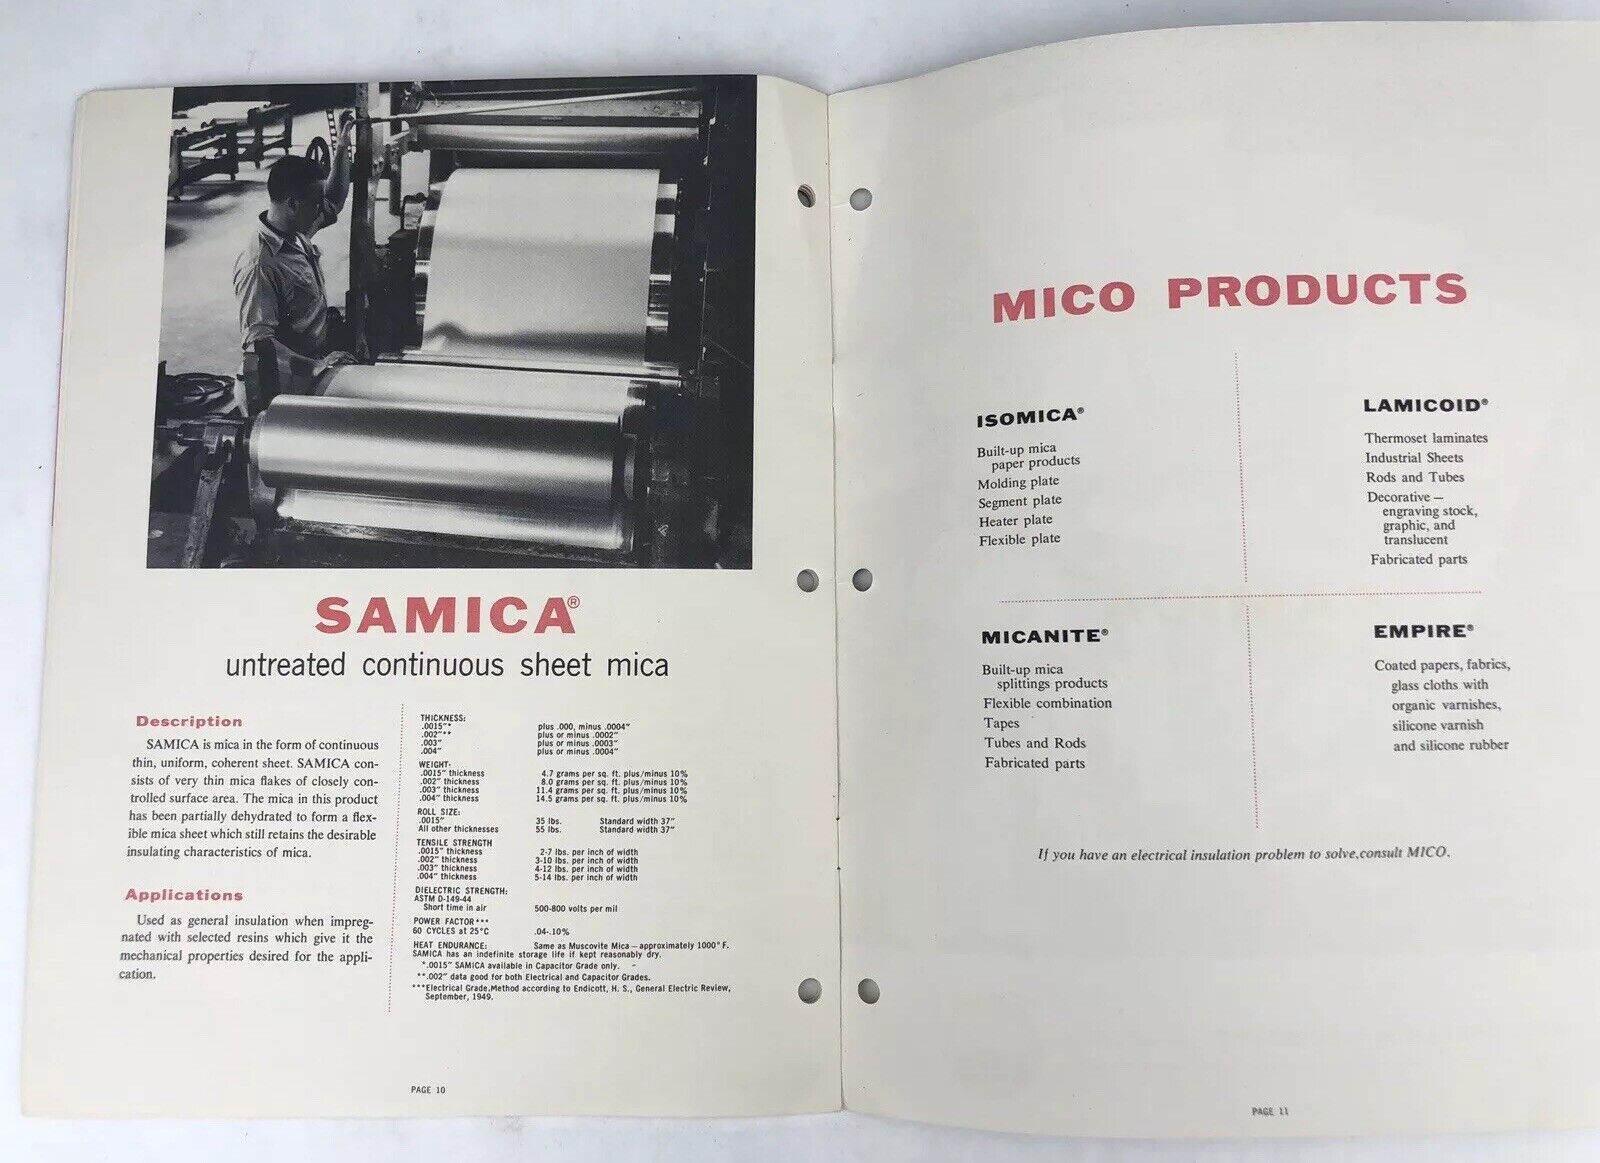 SAMICA®
untreated continuous sheet mica
Description
SAMICA is mica in the form of continuous
thin, uniform, coherent sheet. SAMICA con-
sists of very thin mica flakes of closely con-
trolled surface area. The mica in this product
has been partially dehydrated to form a flex-
ible mica sheet which still retains the desirable
insulating characteristics of mica.
Applications
Used as general insulation when impreg-
nated with selected resins which give it the
mechanical properties desired for the appli-
cation.
THICKNESS:
.0015"* plus .000, minus .0004"
.002"** plus or minus .0002"
.003" plus or minus .0003"
.004" plus or minus .0004"
WEIGHT:
.0015" thickness 4.7 grams per sq. ft. plus/minus 10%
.002" thickness 8.0 grams per sq. ft. plus/minus 10%
.003" thickness 11.4 grams per sq. ft. plus/minus 10%
.004" thickness 14.5 grams per sq. ft. plus/minus 10%
ROLL SIZE:
.0015" 35 lbs. Standard width 37"
All other thicknesses 55 lbs. Standard width 37"
TENSILE STRENGTH
.0015" thickness 2-7 lbs. per inch of width
.002" thickness 3-10 lbs. per inch of width
.003" thickness 4-12 lbs. per inch of width
.004" thickness 5-14 lbs. per inch of width
DIELECTRIC STRENGTH:
ASTM D-149-44
Short time in air 500-800 volts per mil
POWER FACTOR***
60 CYCLES at 25°C .04-.10%
HEAT ENDURANCE: Same as Muscovite Mica — approximately 1000° F.
SAMICA has an indefinite storage life if kept reasonably dry.
*.0015" SAMICA available in Capacitor Grade only.
**.002" data good for both Electrical and Capacitor Grades.
***Electrical Grade.Method according to Endicott, H. S., General Electric Review,
September, 1949.
PAGE 10
MICO PRODUCTS
ISOMICA®
Built-up mica
paper products
Molding plate
Segment plate
Heater plate
Flexible plate
LAMICOID®
Thermoset laminates
Industrial Sheets
Rods and Tubes
Decorative —
engraving stock,
graphic, and
translucent
Fabricated parts
MICANITE®
Built-up mica
splittings products
Flexible combination
Tapes
Tubes and Rods
Fabricated parts
EMPIRE®
Coated papers, fabrics,
glass cloths with
organic varnishes,
silicone varnish
and silicone rubber
If you have an electrical insulation problem to solve,consult MICO.
PAGE 11